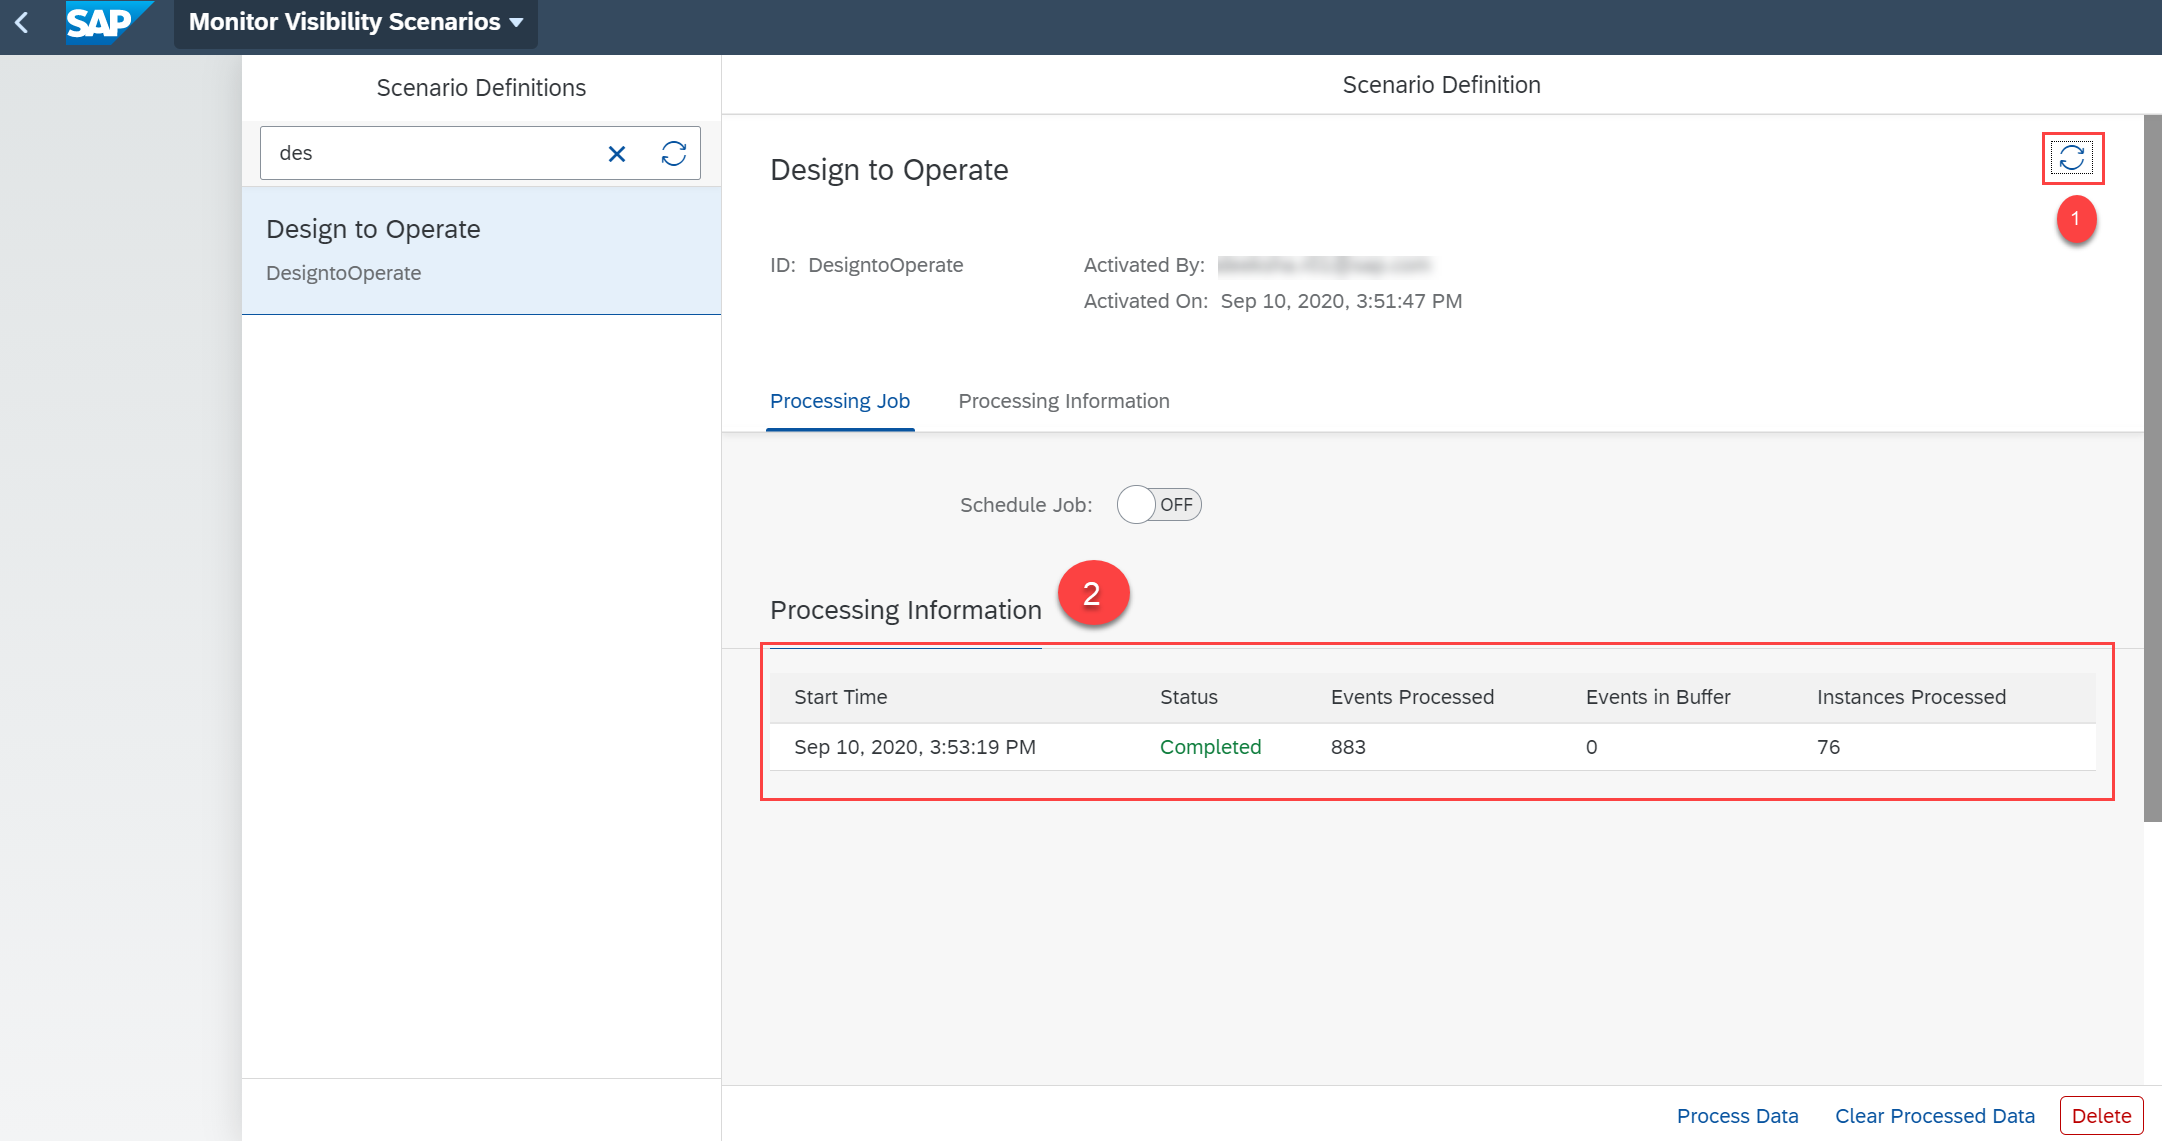 SAP Monitor Visibility Scenarios
Scenario Definitions
des
Design to Operate
DesigntoOperate
Scenario Definition
Design to Operate
1
ID: DesigntoOperate
Activated By:
Activated On: Sep 10, 2020, 3:51:47 PM
Processing Job Processing Information
Schedule Job: OFF
Processing Information 2
Start Time Status Events Processed Events in Buffer Instances Processed
Sep 10, 2020, 3:53:19 PM Completed 883 0 76
Process Data Clear Processed Data Delete